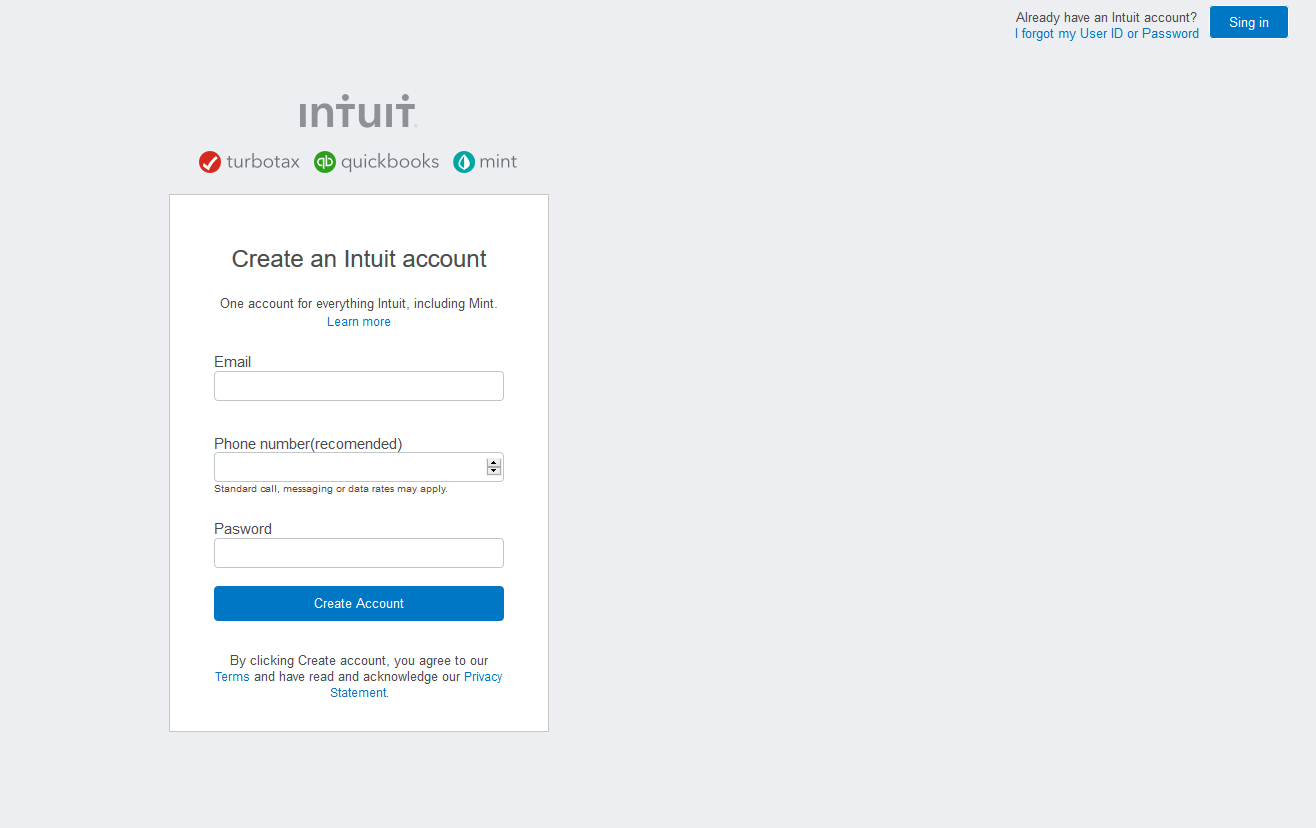 Already have an Intuit account?
I forgot my User ID or Password
Sing in
intuit
turbotax
qb quickbooks
mint
Create an Intuit account
One account for everything Intuit, including Mint.
Learn more
Email
Phone number(recomended)
Standard call, messaging or data rates may apply.
Pasword
Create Account
By clicking Create account, you agree to our
Terms and have read and acknowledge our Privacy
Statement.